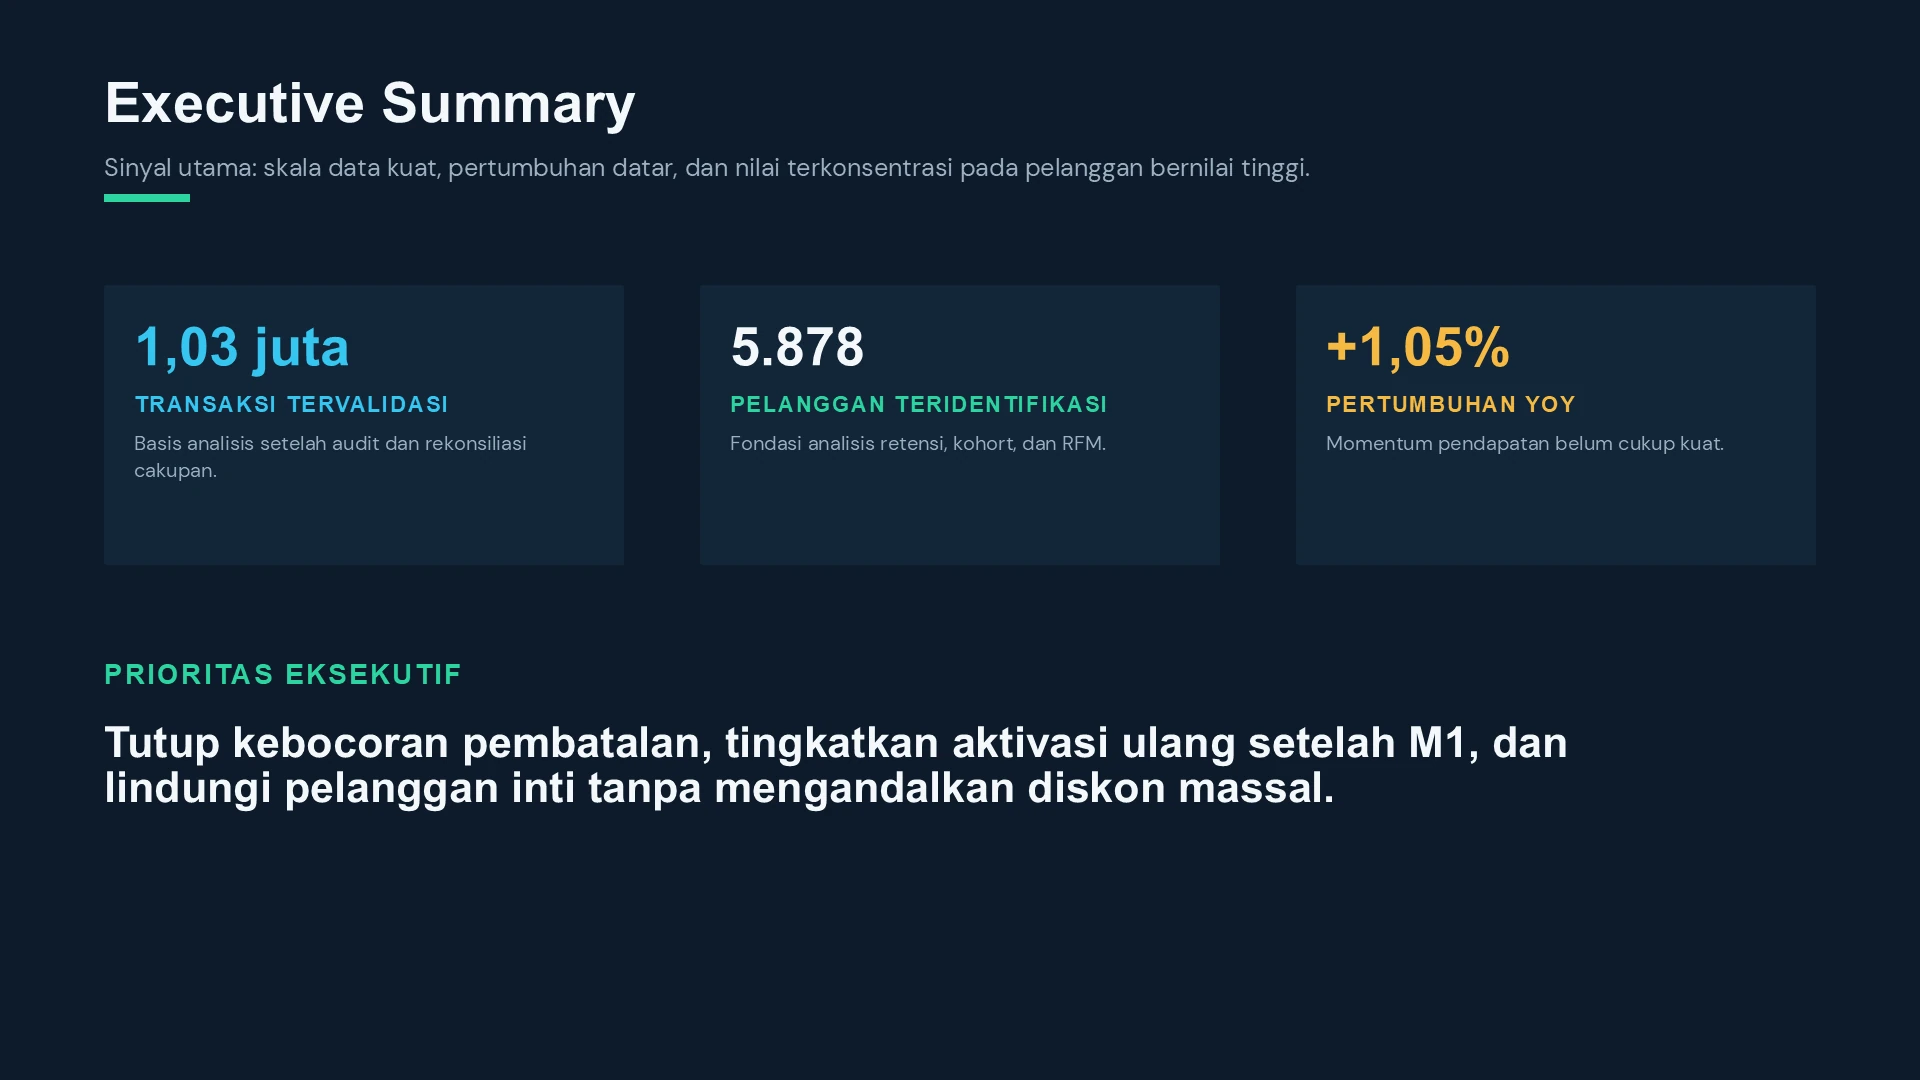 Executive Summary
Sinyal utama: skala data kuat, pertumbuhan datar, dan nilai terkonsentrasi pada pelanggan bernilai tinggi.
1,03 juta
TRANSAKSI TERVALIDASI
Basis analisis setelah audit dan rekonsiliasi
cakupan.
5.878
PELANGGAN TERIDENTIFIKASI
Fondasi analisis retensi, kohort, dan RFM.
+1,05%
PERTUMBUHAN YOY
Momentum pendapatan belum cukup kuat.
PRIORITAS EKSEKUTIF
Tutup kebocoran pembatalan, tingkatkan aktivasi ulang setelah M1, dan
lindungi pelanggan inti tanpa mengandalkan diskon massal.